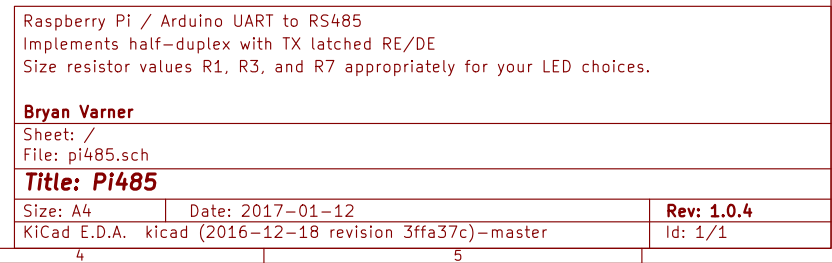 Raspberry Pi / Arduino UART to RS485
Implements half-duplex with TX latched RE/DE
Size resistor values R1, R3, and R7 appropriately for your LED choices.
Bryan Varner
Sheet: /
File: pi485.sch
Title: Pi485
Size: A4 Date: 2017-01-12 Rev: 1.0.4
KiCad E.D.A. kicad (2016-12-18 revision 3ffa37c)-master Id: 1/1
4 5